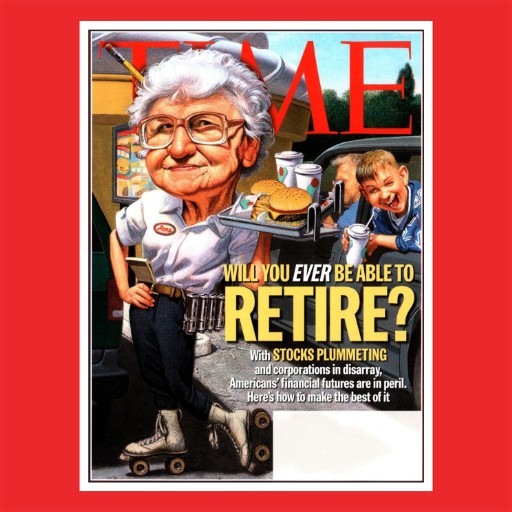 TIME
WILL YOU EVER BE ABLE TO
RETIRE?
With STOCKS PLUMMETING
and corporations in disarray,
Americans' financial futures are in peril.
Here's how to make the best of it